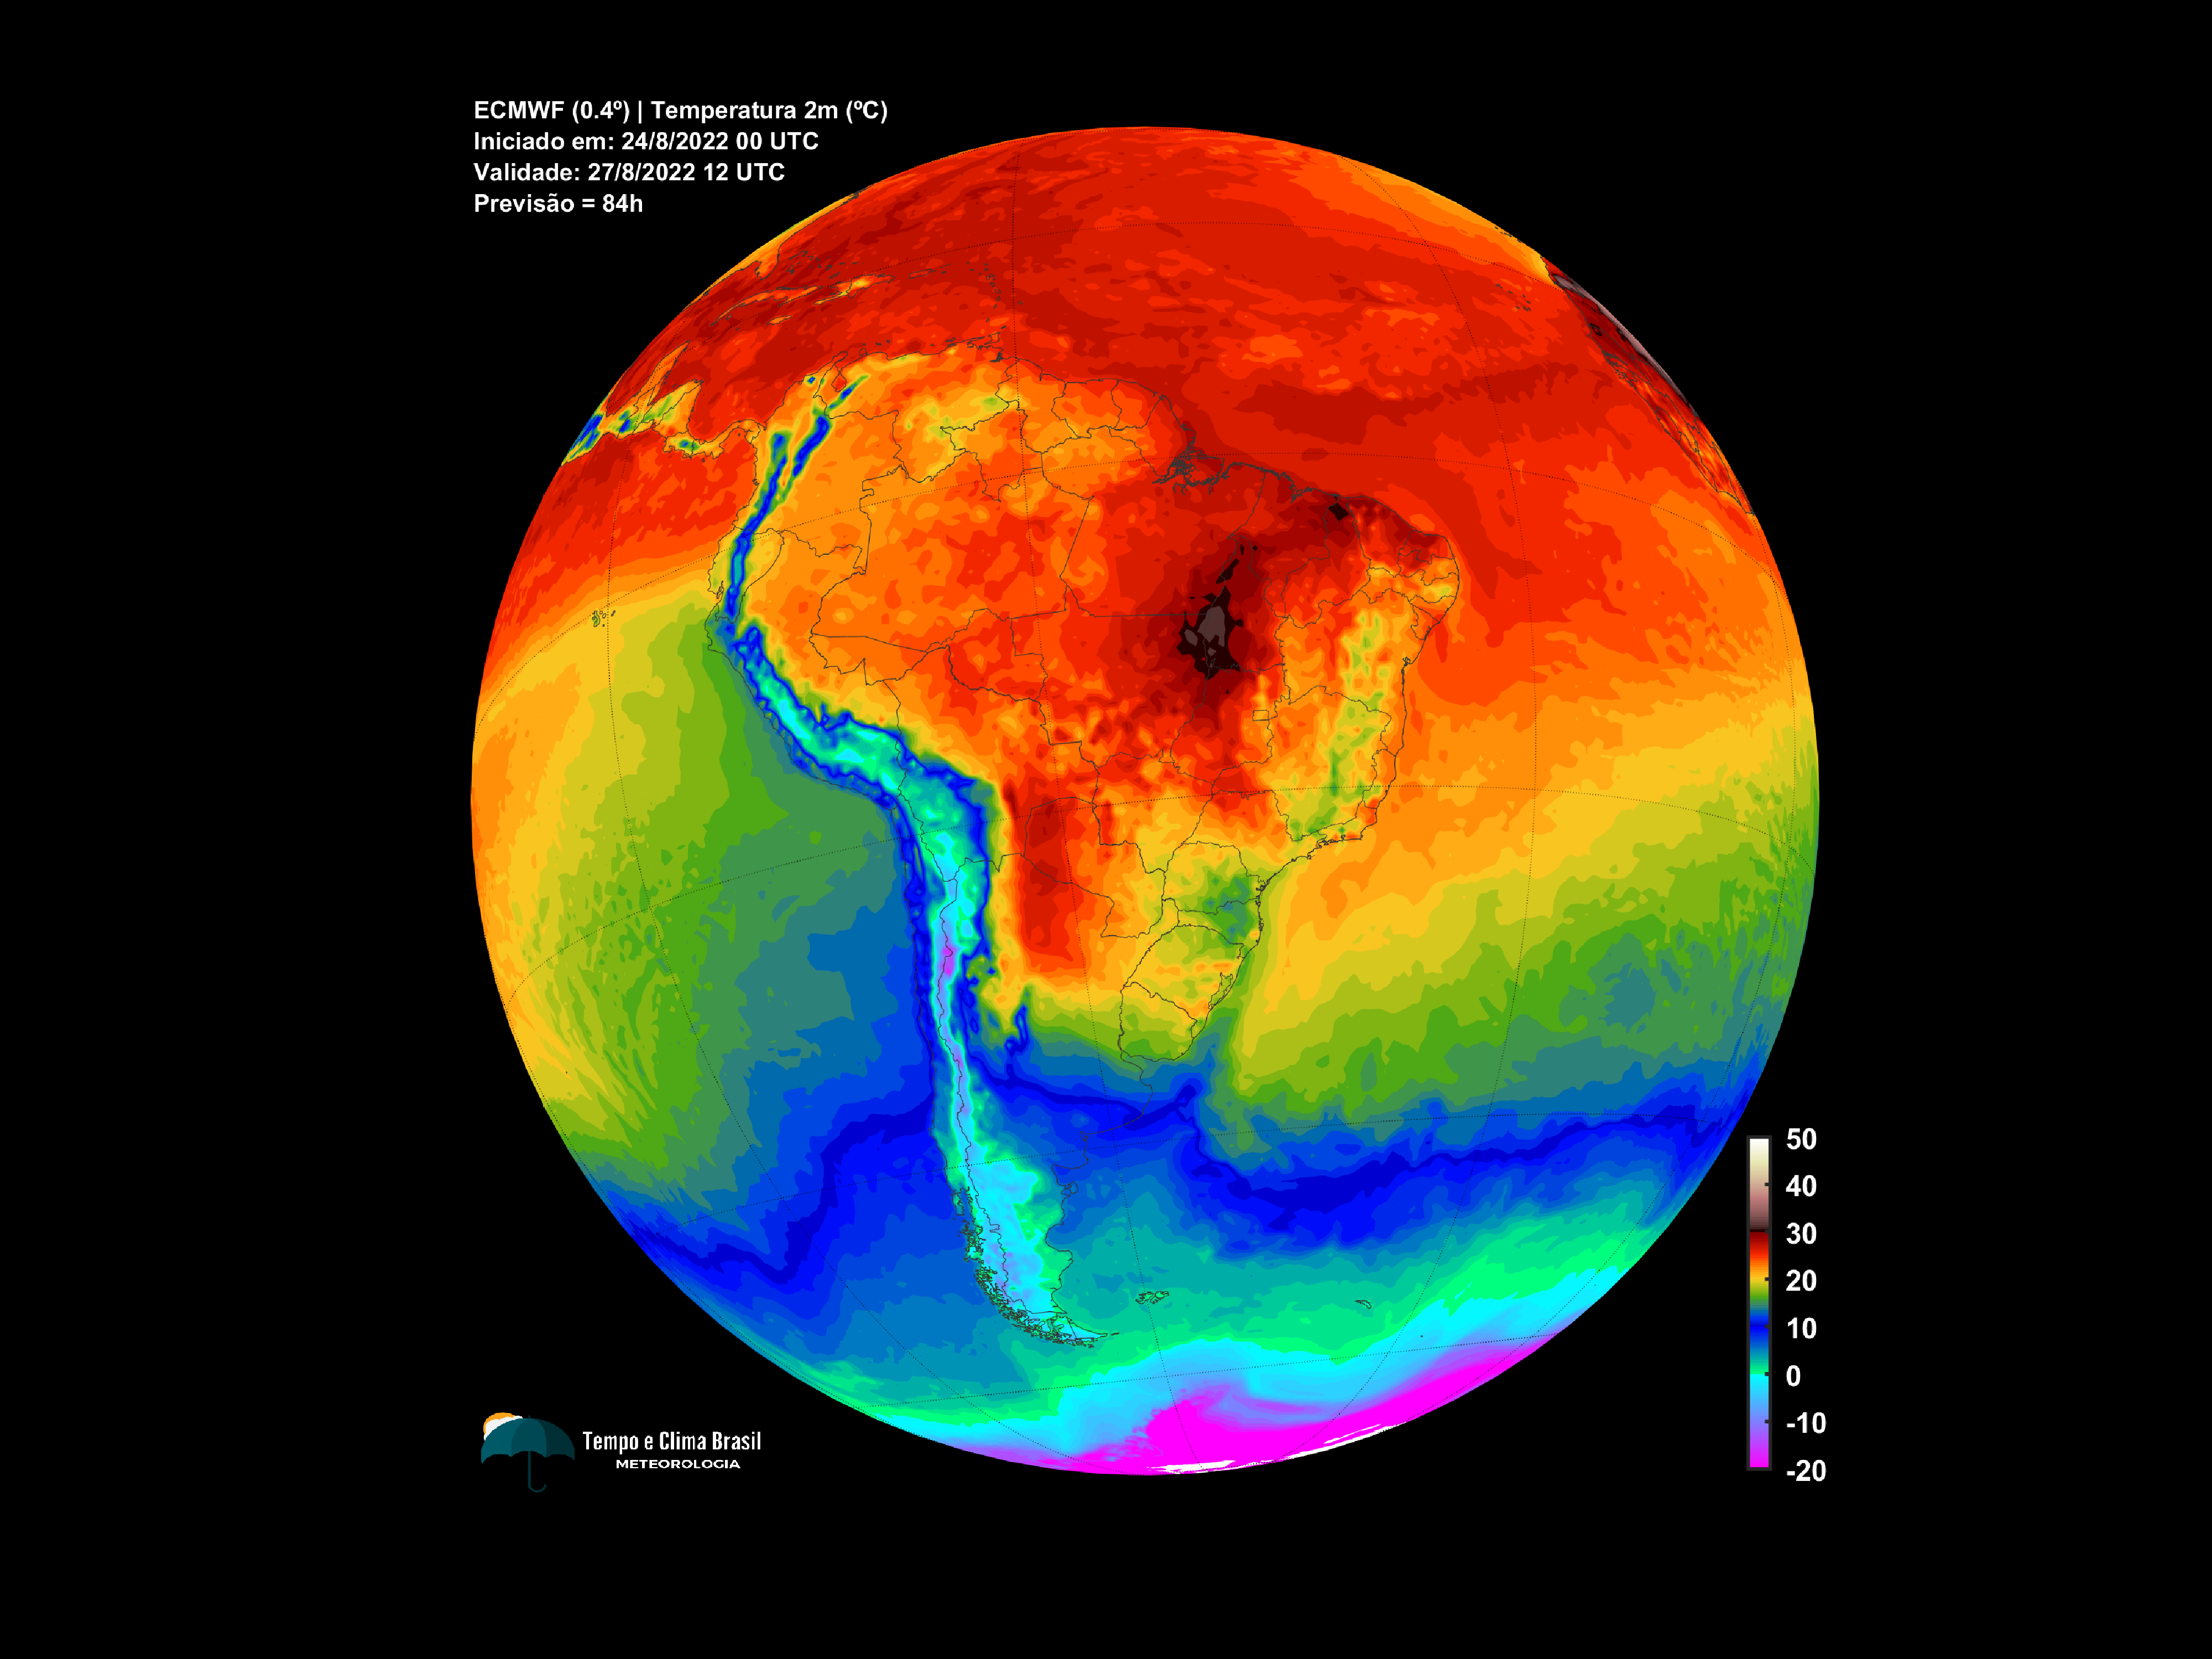 ECMWF (0.4º) | Temperatura 2m (ºC)
Iniciado em: 24/8/2022 00 UTC
Validade: 27/8/2022 12 UTC
Previsão = 84h
50
40
30
20
10
0
-10
-20
Tempo e Clima Brasil
METEOROLOGIA